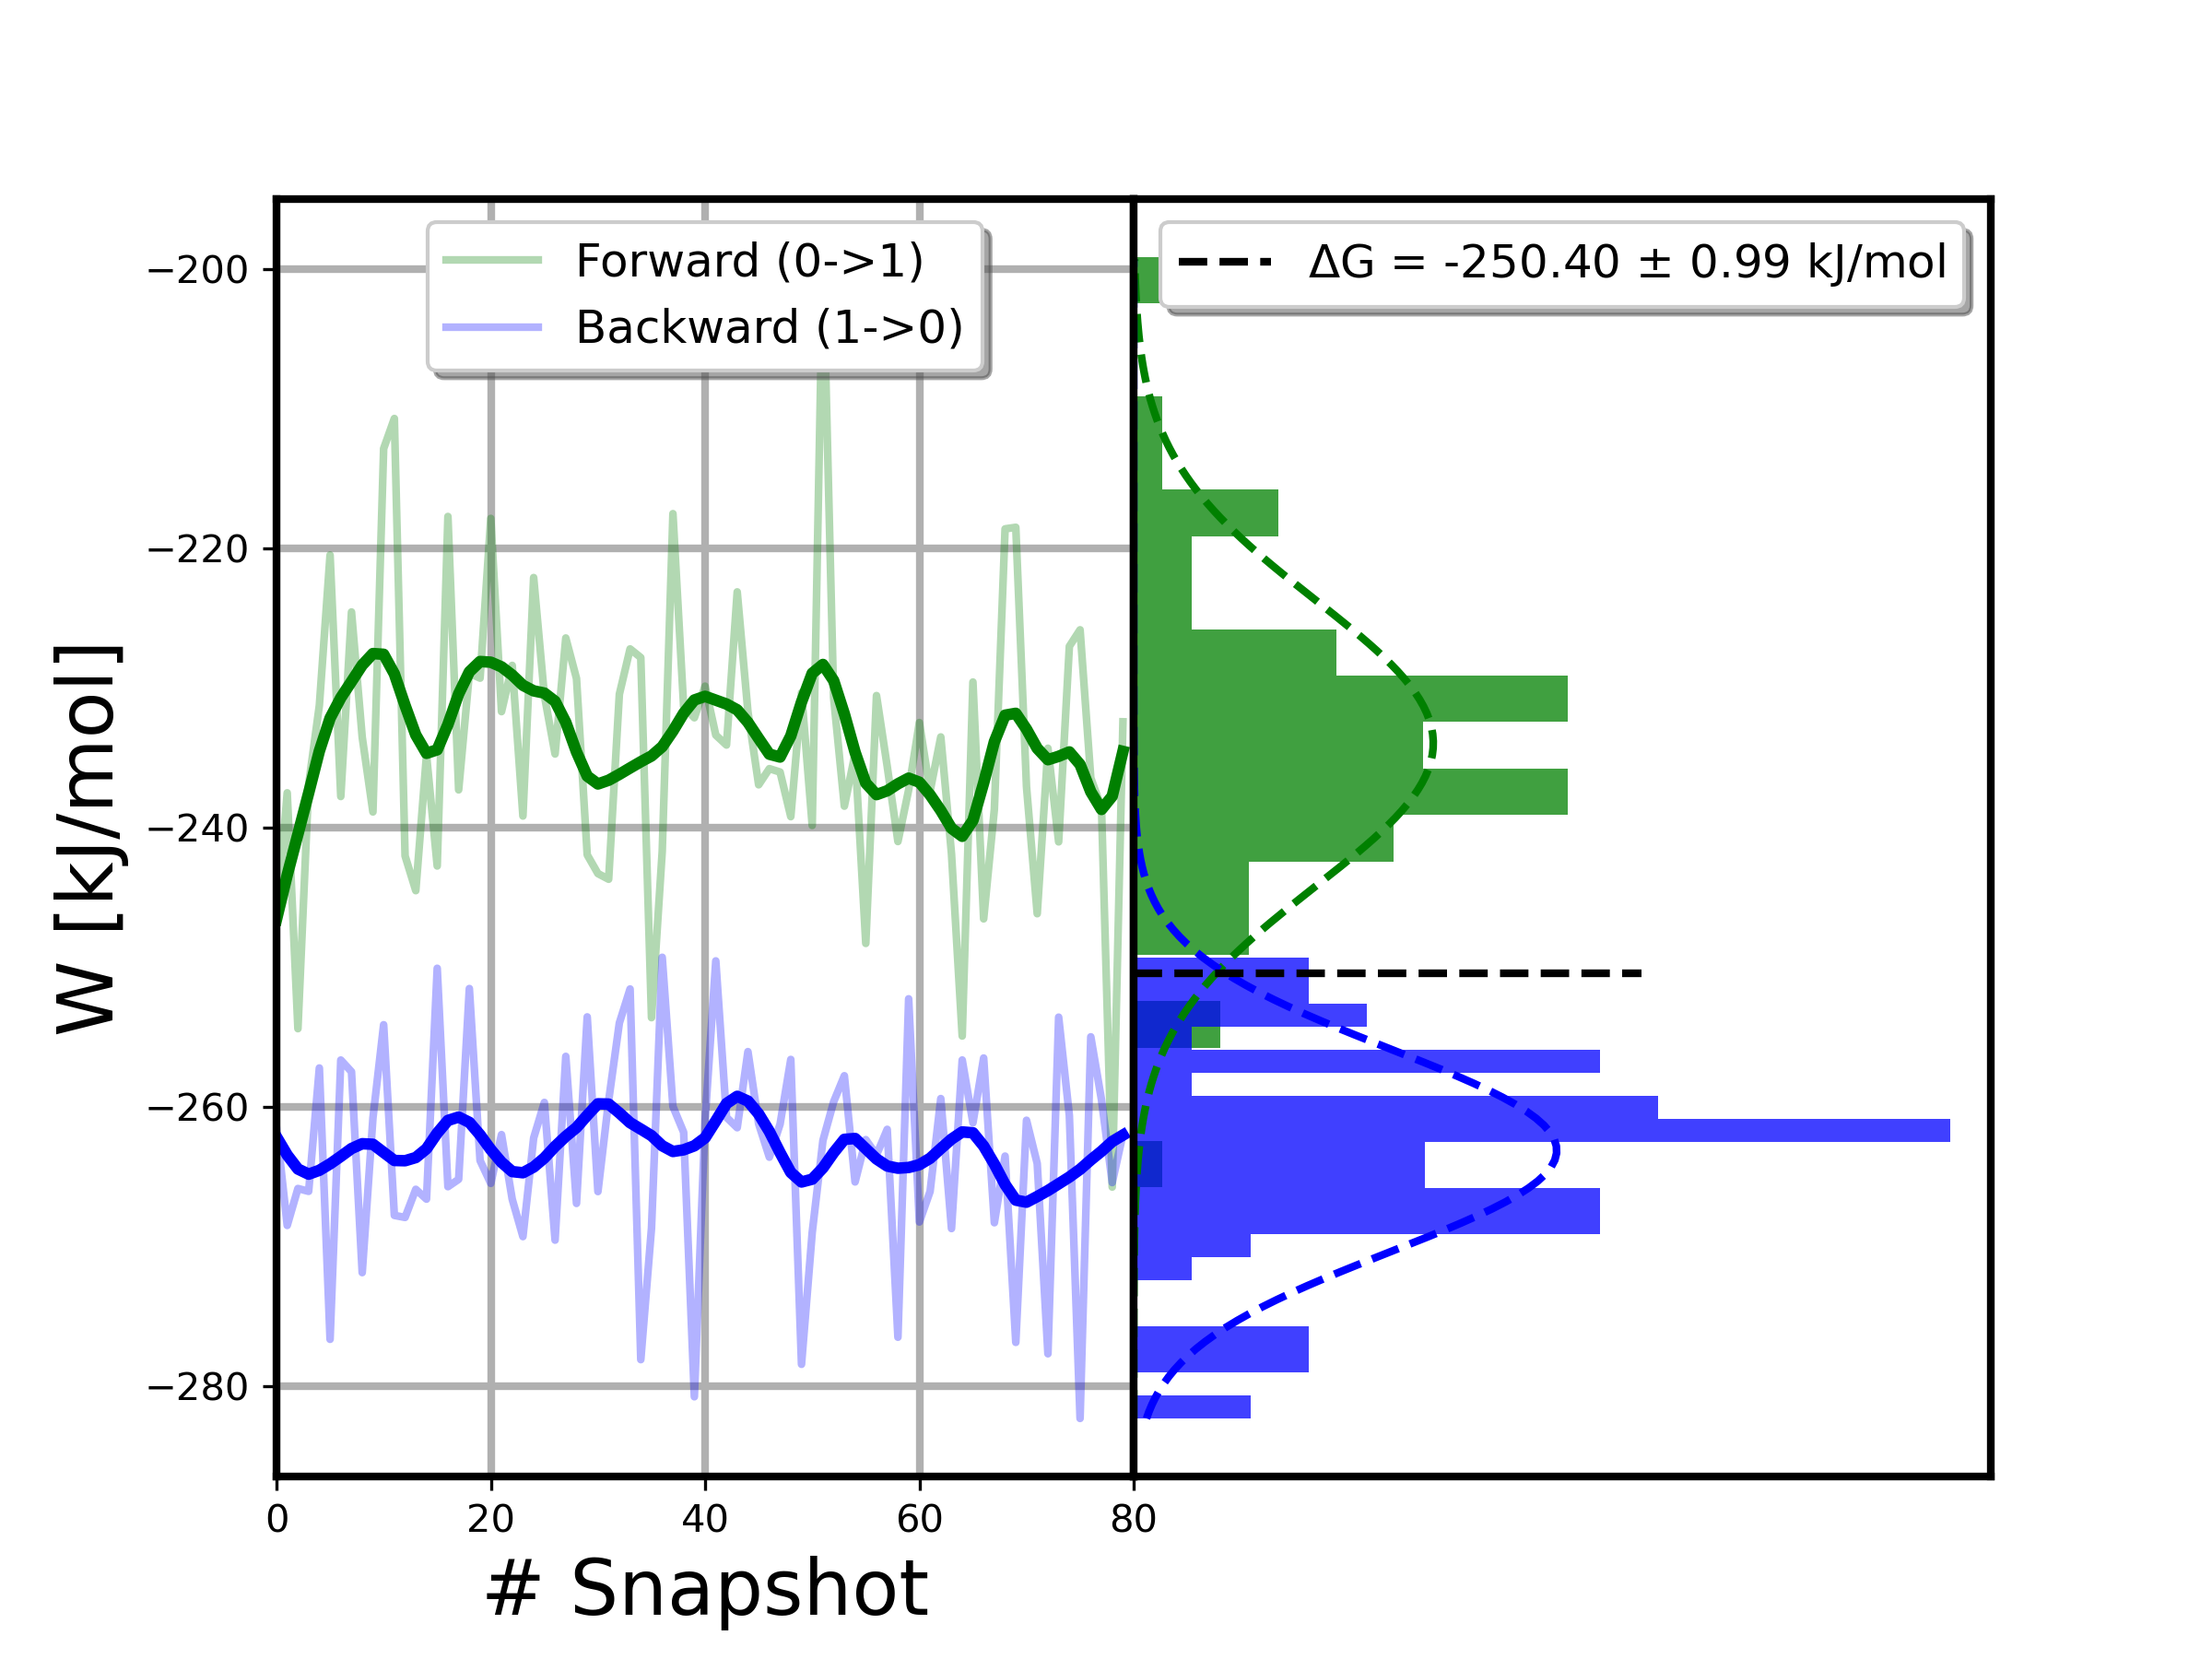 Forward (0->1)
Backward (1->0)
ΔG = -250.40 ± 0.99 kJ/mol
−200
−220
−240
−260
−280
W [kJ/mol]
0
20
40
60
80
# Snapshot